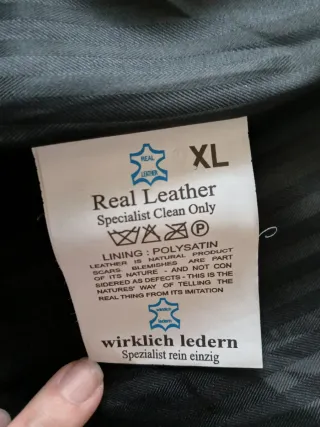 REAL
LEATHER
XL
Real Leather
Specialist Clean Only
P
LINING : POLYSATIN
LEATHER IS NATURAL PRODUCT
SCARS. BLEMISHES ARE PART
OF ITS NATURE - AND NOT CON
SIDERED AS DEFECTS - THIS IS THE
NATURES' WAY OF TELLING THE
REAL THING FROM ITS IMITATION
wirklich ledern
Spezialist rein einzig